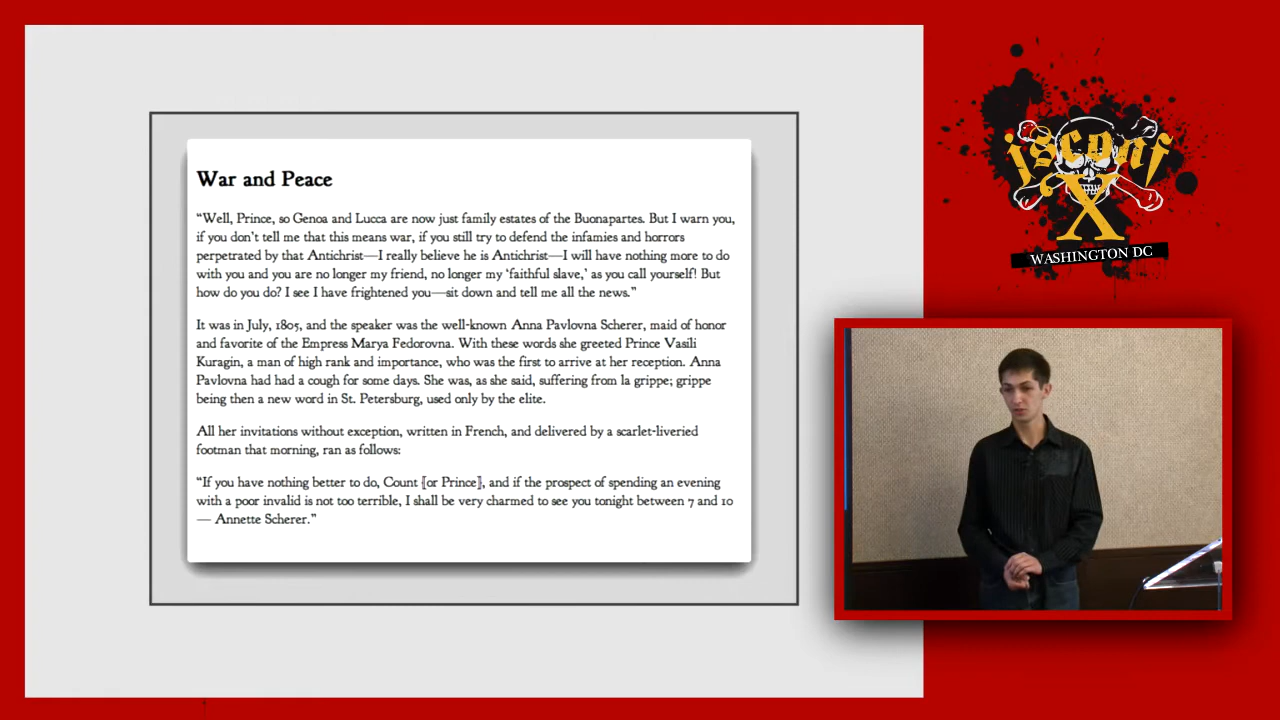 War and Peace
“Well, Prince, so Genoa and Lucca are now just family estates of the Buonapartes. But I warn you,
if you don’t tell me that this means war, if you still try to defend the infamies and horrors
perpetrated by that Antichrist—I really believe he is Antichrist—I will have nothing more to do
with you and you are no longer my friend, no longer my ‘faithful slave,’ as you call yourself! But
how do you do? I see I have frightened you—sit down and tell me all the news.”
It was in July, 1805, and the speaker was the well-known Anna Pavlovna Scherer, maid of honor
and favorite of the Empress Marya Fedorovna. With these words she greeted Prince Vasili
Kuragin, a man of high rank and importance, who was the first to arrive at her reception. Anna
Pavlovna had had a cough for some days. She was, as she said, suffering from la grippe; grippe
being then a new word in St. Petersburg, used only by the elite.
All her invitations without exception, written in French, and delivered by a scarlet-liveried
footman that morning, ran as follows:
“If you have nothing better to do, Count [or Prince], and if the prospect of spending an evening
with a poor invalid is not too terrible, I shall be very charmed to see you tonight between 7 and 10
— Annette Scherer.”
jsconf
X
WASHINGTON DC